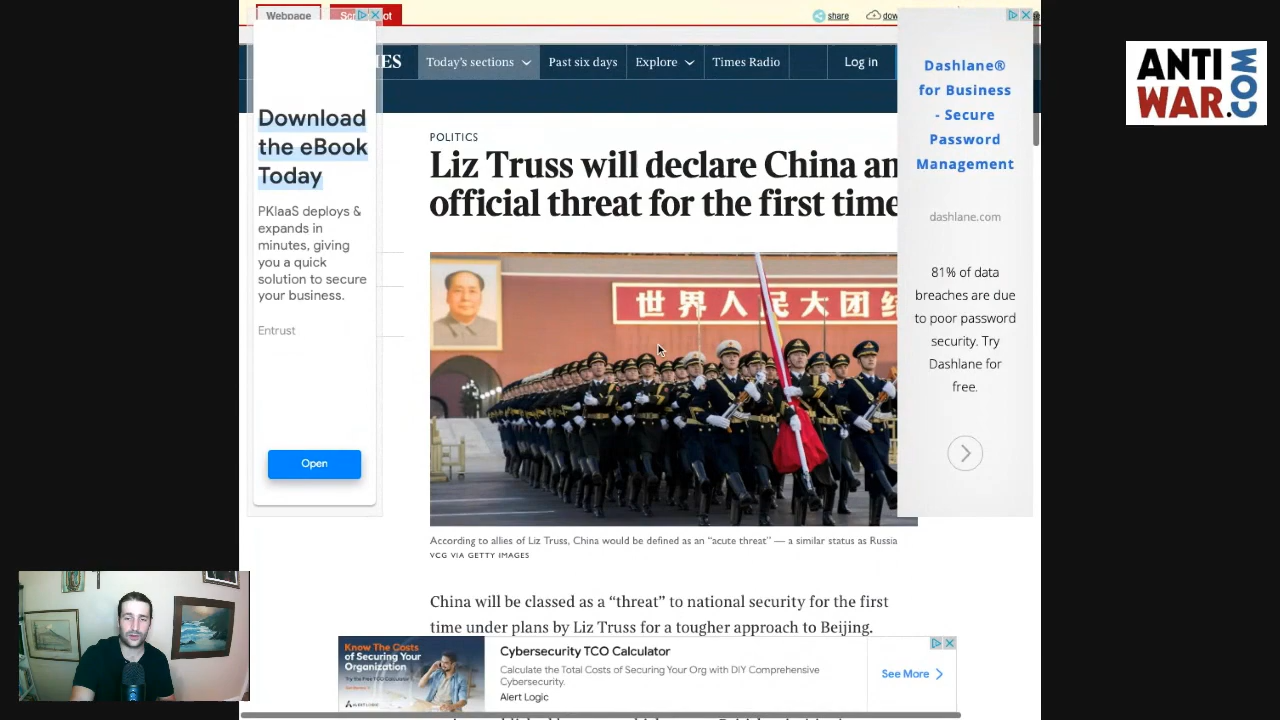 Webpage
share
IES
Today's sections
Past six days
Explore
Times Radio
Log in
POLITICS
Liz Truss will declare China an
official threat for the first time
世界人民大团结
According to allies of Liz Truss, China would be defined as an “acute threat” — a similar status as Russia
VCG VIA GETTY IMAGES
China will be classed as a “threat” to national security for the first
time under plans by Liz Truss for a tougher approach to Beijing.
Download
the eBook
Today
PKIaaS deploys &
expands in
minutes, giving
you a quick
solution to secure
your business.
Entrust
Open
Dashlane®
for Business
- Secure
Password
Management
dashlane.com
81% of data
breaches are due
to poor password
security. Try
Dashlane for
free.
Know The Costs
of Securing Your
Organization
ALERT LOGIC
Cybersecurity TCO Calculator
Calculate the Total Costs of Securing Your Org with DIY Comprehensive
Cybersecurity.
Alert Logic
See More
ANTI
WAR.COM